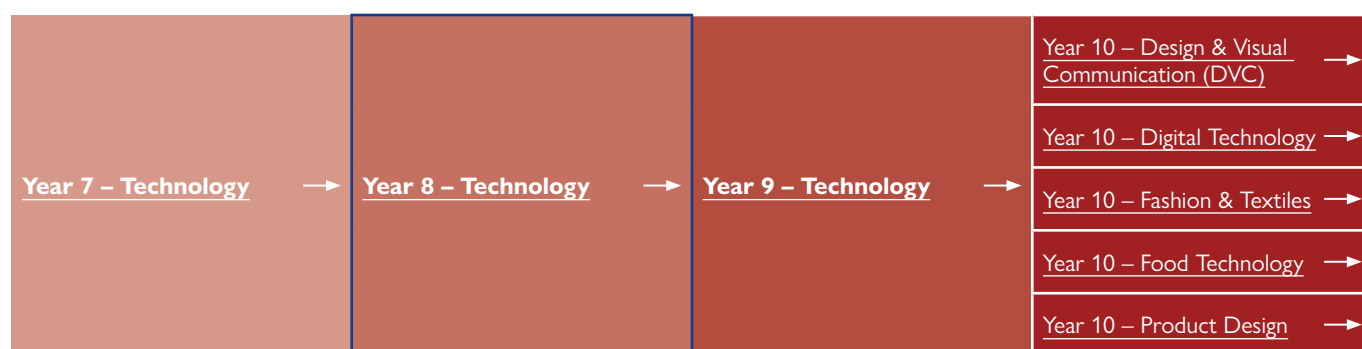 Year 7 – Technology
Year 8 – Technology
Year 9 – Technology
Year 10 – Design & Visual
Communication (DVC)
Year 10 – Digital Technology
Year 10 – Fashion & Textiles
Year 10 – Food Technology
Year 10 – Product Design